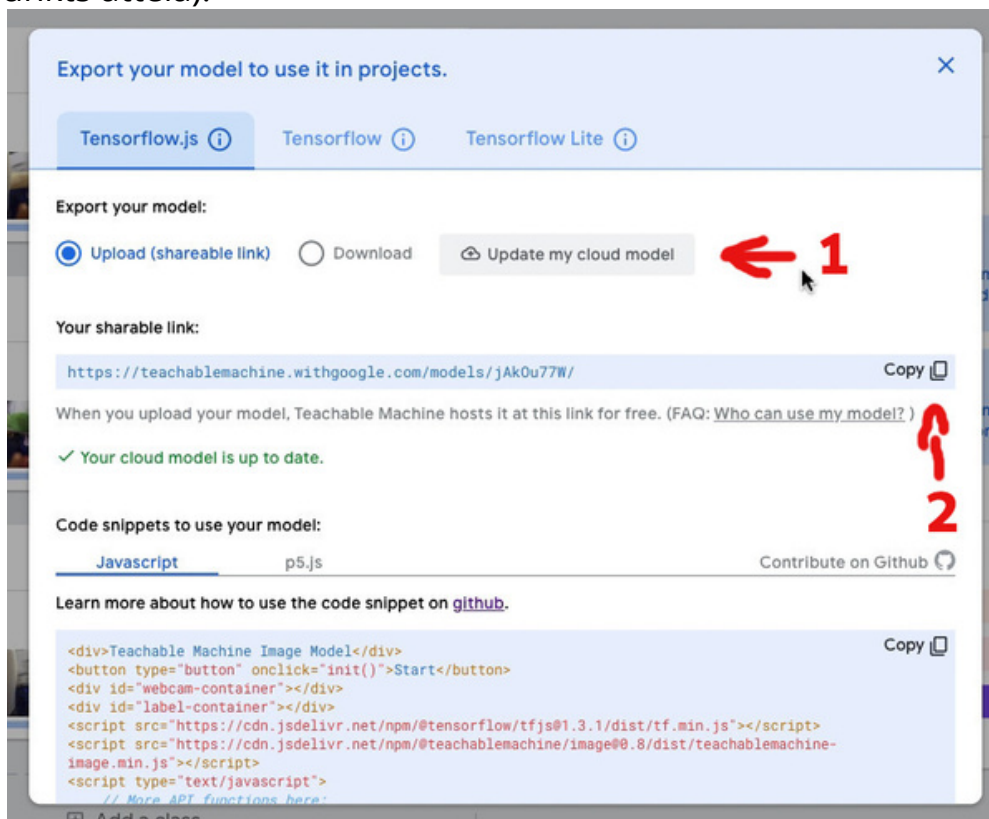 Export your model to use it in projects.
Tensorflow.js Tensorflow Tensorflow Lite
Export your model:
Upload (shareable link) Download Update my cloud model 1
Your sharable link:
https://teachablemachine.withgoogle.com/models/jAkOu77W/ Copy
When you upload your model, Teachable Machine hosts it at this link for free. (FAQ: Who can use my model? )
✓ Your cloud model is up to date.
2
Code snippets to use your model:
Javascript p5.js Contribute on Github
Learn more about how to use the code snippet on github.
Copy
<div>Teachable Machine Image Model</div>
<button type="button" onclick="init()">Start</button>
<div id="webcam-container"></div>
<div id="label-container"></div>
<script src="https://cdn.jsdelivr.net/npm/@tensorflow/tfjs@1.3.1/dist/tf.min.js"></script>
<script src="https://cdn.jsdelivr.net/npm/@teachablemachine/image@0.8/dist/teachablemachine-
image.min.js"></script>
<script type="text/javascript">
// More API functions here:
Add a class